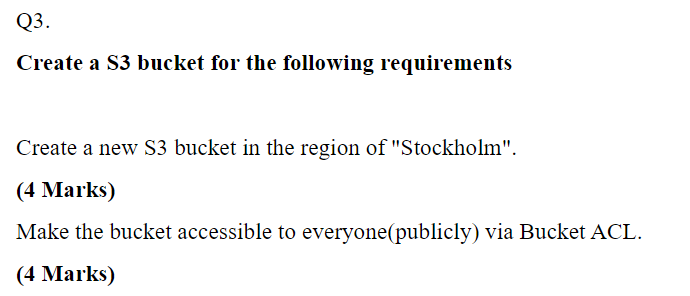 Q3.
Create a S3 bucket for the following requirements
Create a new S3 bucket in the region of "Stockholm".
(4 Marks)
Make the bucket accessible to everyone(publicly) via Bucket ACL.
(4 Marks)